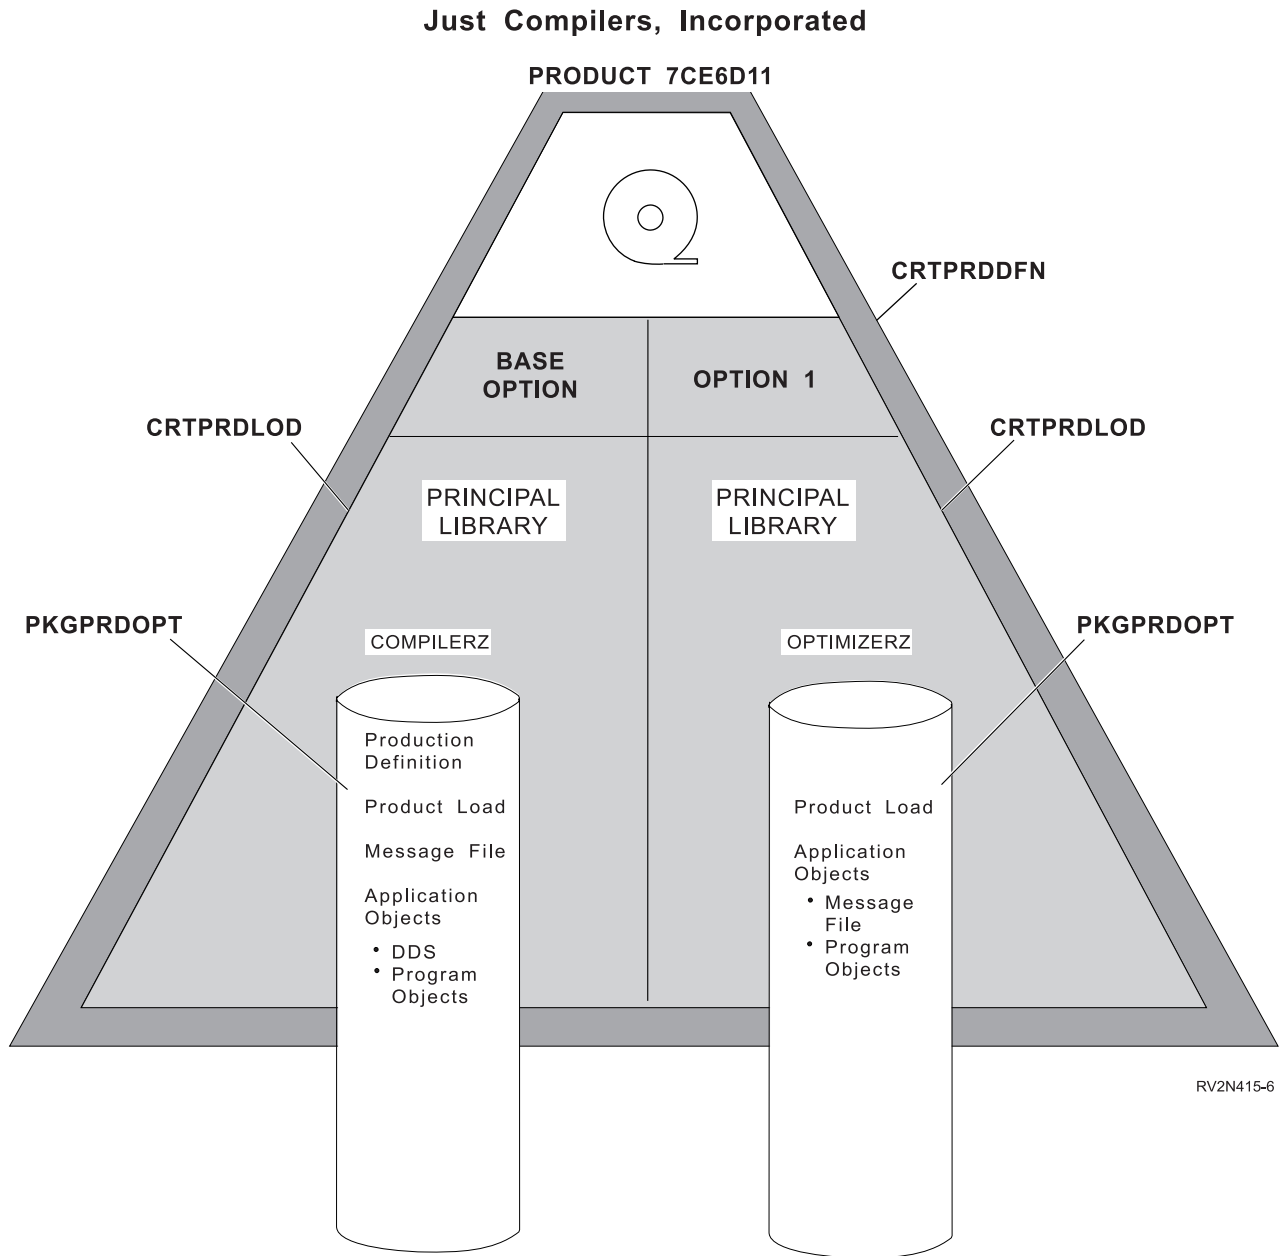 Just Compilers, Incorporated
PRODUCT 7CE6D11
CRTPRDDFN
BASE
OPTION
OPTION 1
CRTPRDLOD
CRTPRDLOD
PRINCIPAL
LIBRARY
PRINCIPAL
LIBRARY
PKGPRDOPT
PKGPRDOPT
COMPILERZ
OPTIMIZERZ
Production
Definition
Product Load
Message File
Application
Objects
• DDS
• Program
Objects
Product Load
Application
Objects
• Message
File
• Program
Objects
RV2N415-6